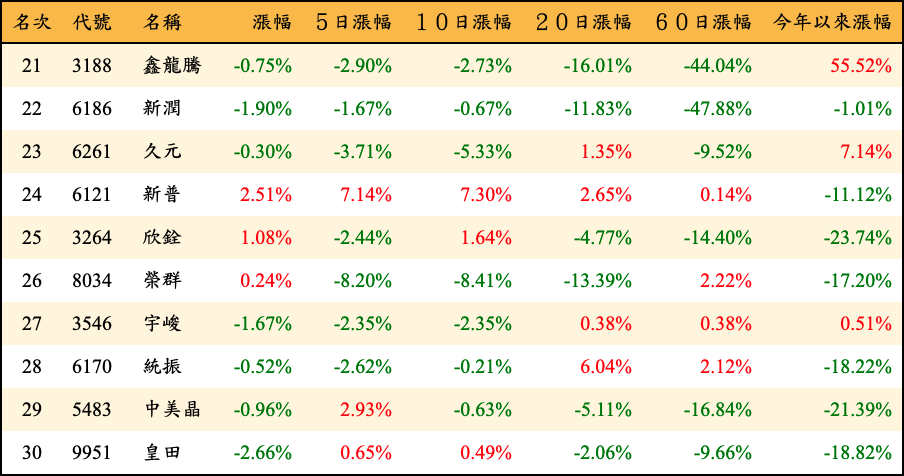 名次 代號 名稱 漲幅 ５日漲幅 １０日漲幅 ２０日漲幅 ６０日漲幅 今年以來漲幅
21 3188 鑫龍騰 -0.75% -2.90% -2.73% -16.01% -44.04% 55.52%
22 6186 新潤 -1.90% -1.67% -0.67% -11.83% -47.88% -1.01%
23 6261 久元 -0.30% -3.71% -5.33% 1.35% -9.52% 7.14%
24 6121 新普 2.51% 7.14% 7.30% 2.65% 0.14% -11.12%
25 3264 欣銓 1.08% -2.44% 1.64% -4.77% -14.40% -23.74%
26 8034 榮群 0.24% -8.20% -8.41% -13.39% 2.22% -17.20%
27 3546 宇峻 -1.67% -2.35% -2.35% 0.38% 0.38% 0.51%
28 6170 統振 -0.52% -2.62% -0.21% 6.04% 2.12% -18.22%
29 5483 中美晶 -0.96% 2.93% -0.63% -5.11% -16.84% -21.39%
30 9951 皇田 -2.66% 0.65% 0.49% -2.06% -9.66% -18.82%